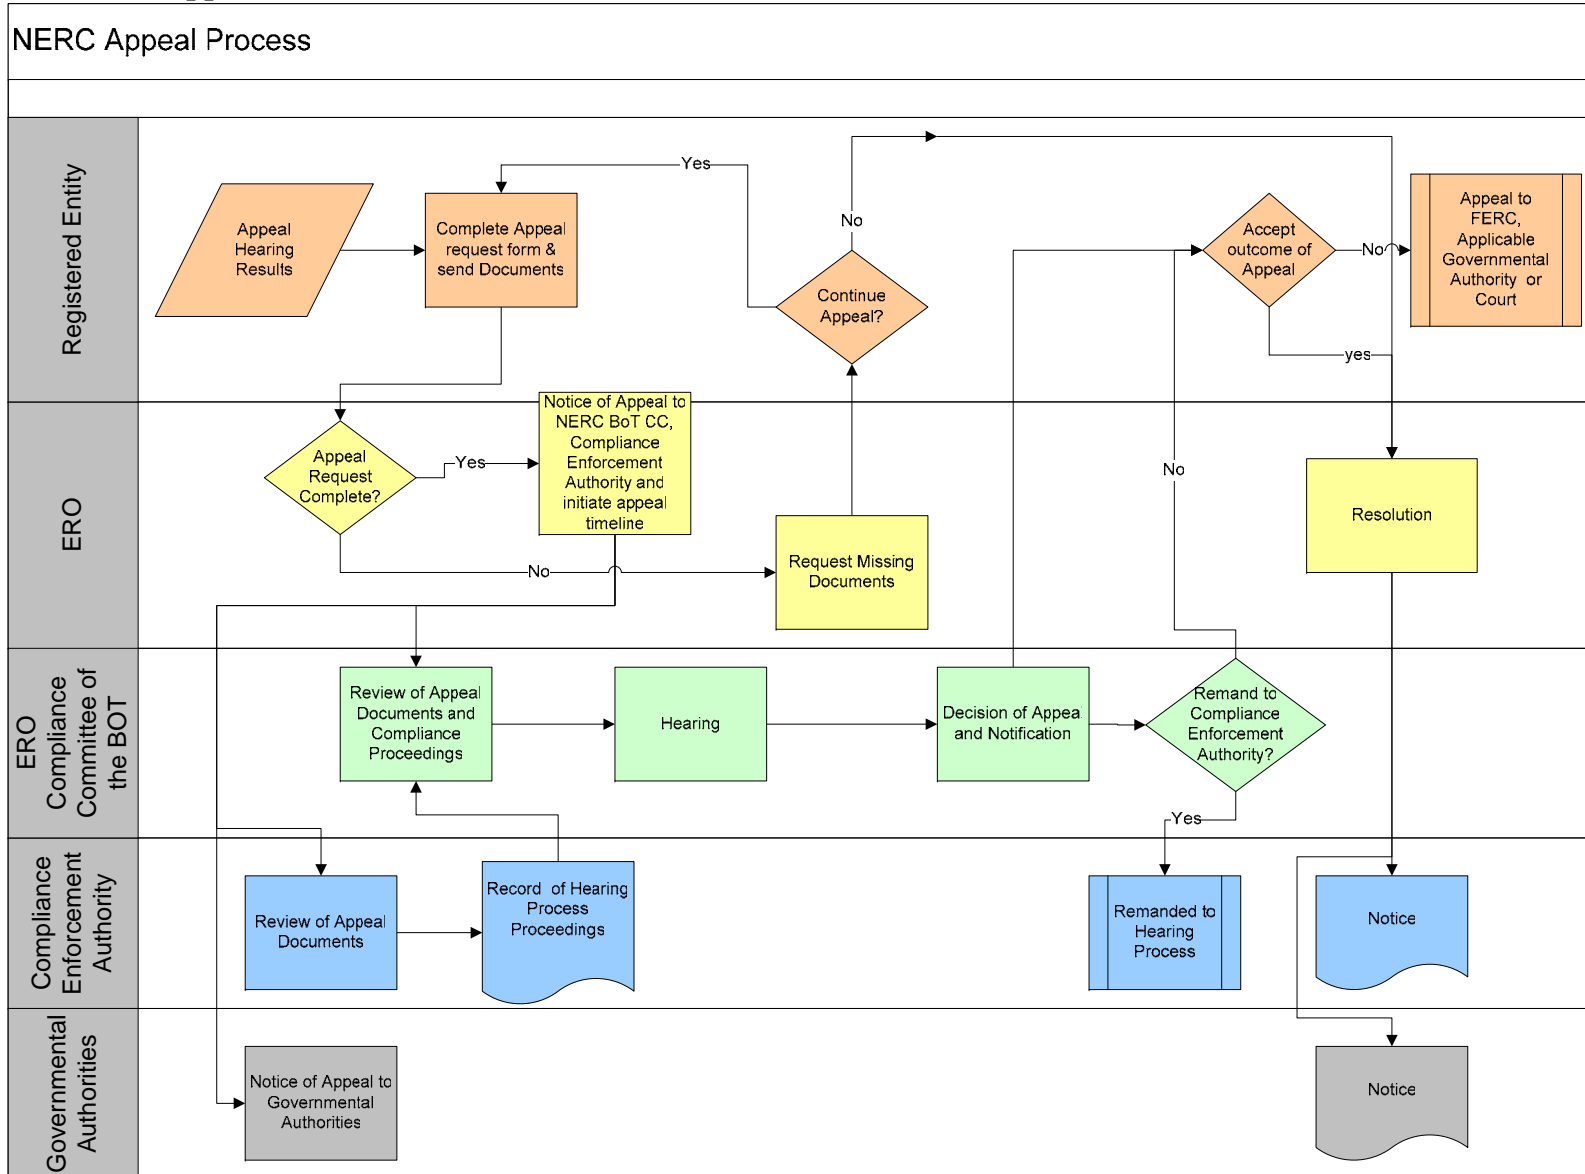 NERC Appeal Process
Registered Entity
Appeal
Hearing
Results
Complete Appeal
request form &
send Documents
Yes
No
Continue
Appeal?
Accept
outcome of
Appeal
No
yes
Appeal to
FERC,
Applicable
Governmental
Authority or
Court
ERO
Appeal
Request
Complete?
Yes
No
Notice of Appeal to
NERC BoT CC,
Compliance
Enforcement
Authority and
initiate appeal
timeline
Request Missing
Documents
No
Resolution
ERO
Compliance
Committee of
the BOT
Review of Appeal
Documents and
Compliance
Proceedings
Hearing
Decision of Appeal
and Notification
Remand to
Compliance
Enforcement
Authority?
Yes
Compliance
Enforcement
Authority
Review of Appeal
Documents
Record of Hearing
Process
Proceedings
Remanded to
Hearing
Process
Notice
Governmental
Authorities
Notice of Appeal to
Governmental
Authorities
Notice